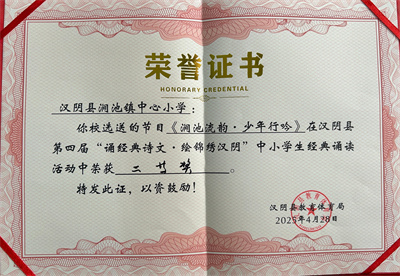 荣誉证书
HONORARY CREDENTIAL
汉阴县涧池镇中心小学：
你校选送的节目《涧池流韵·少年行吟》在汉阴县
第四届“诵经典诗文·绘锦绣汉阴”中小学生经典诵读
活动中荣获 二等奖 。
特发此证，以资鼓励！
汉阴县教育体育局
2025年4月28日